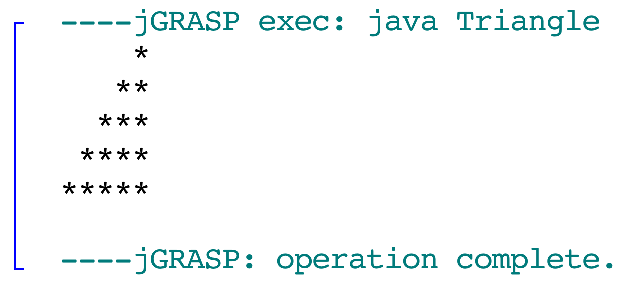 ----jGRASP exec: java Triangle
    *
   **
  ***
 ****
*****
----jGRASP: operation complete.